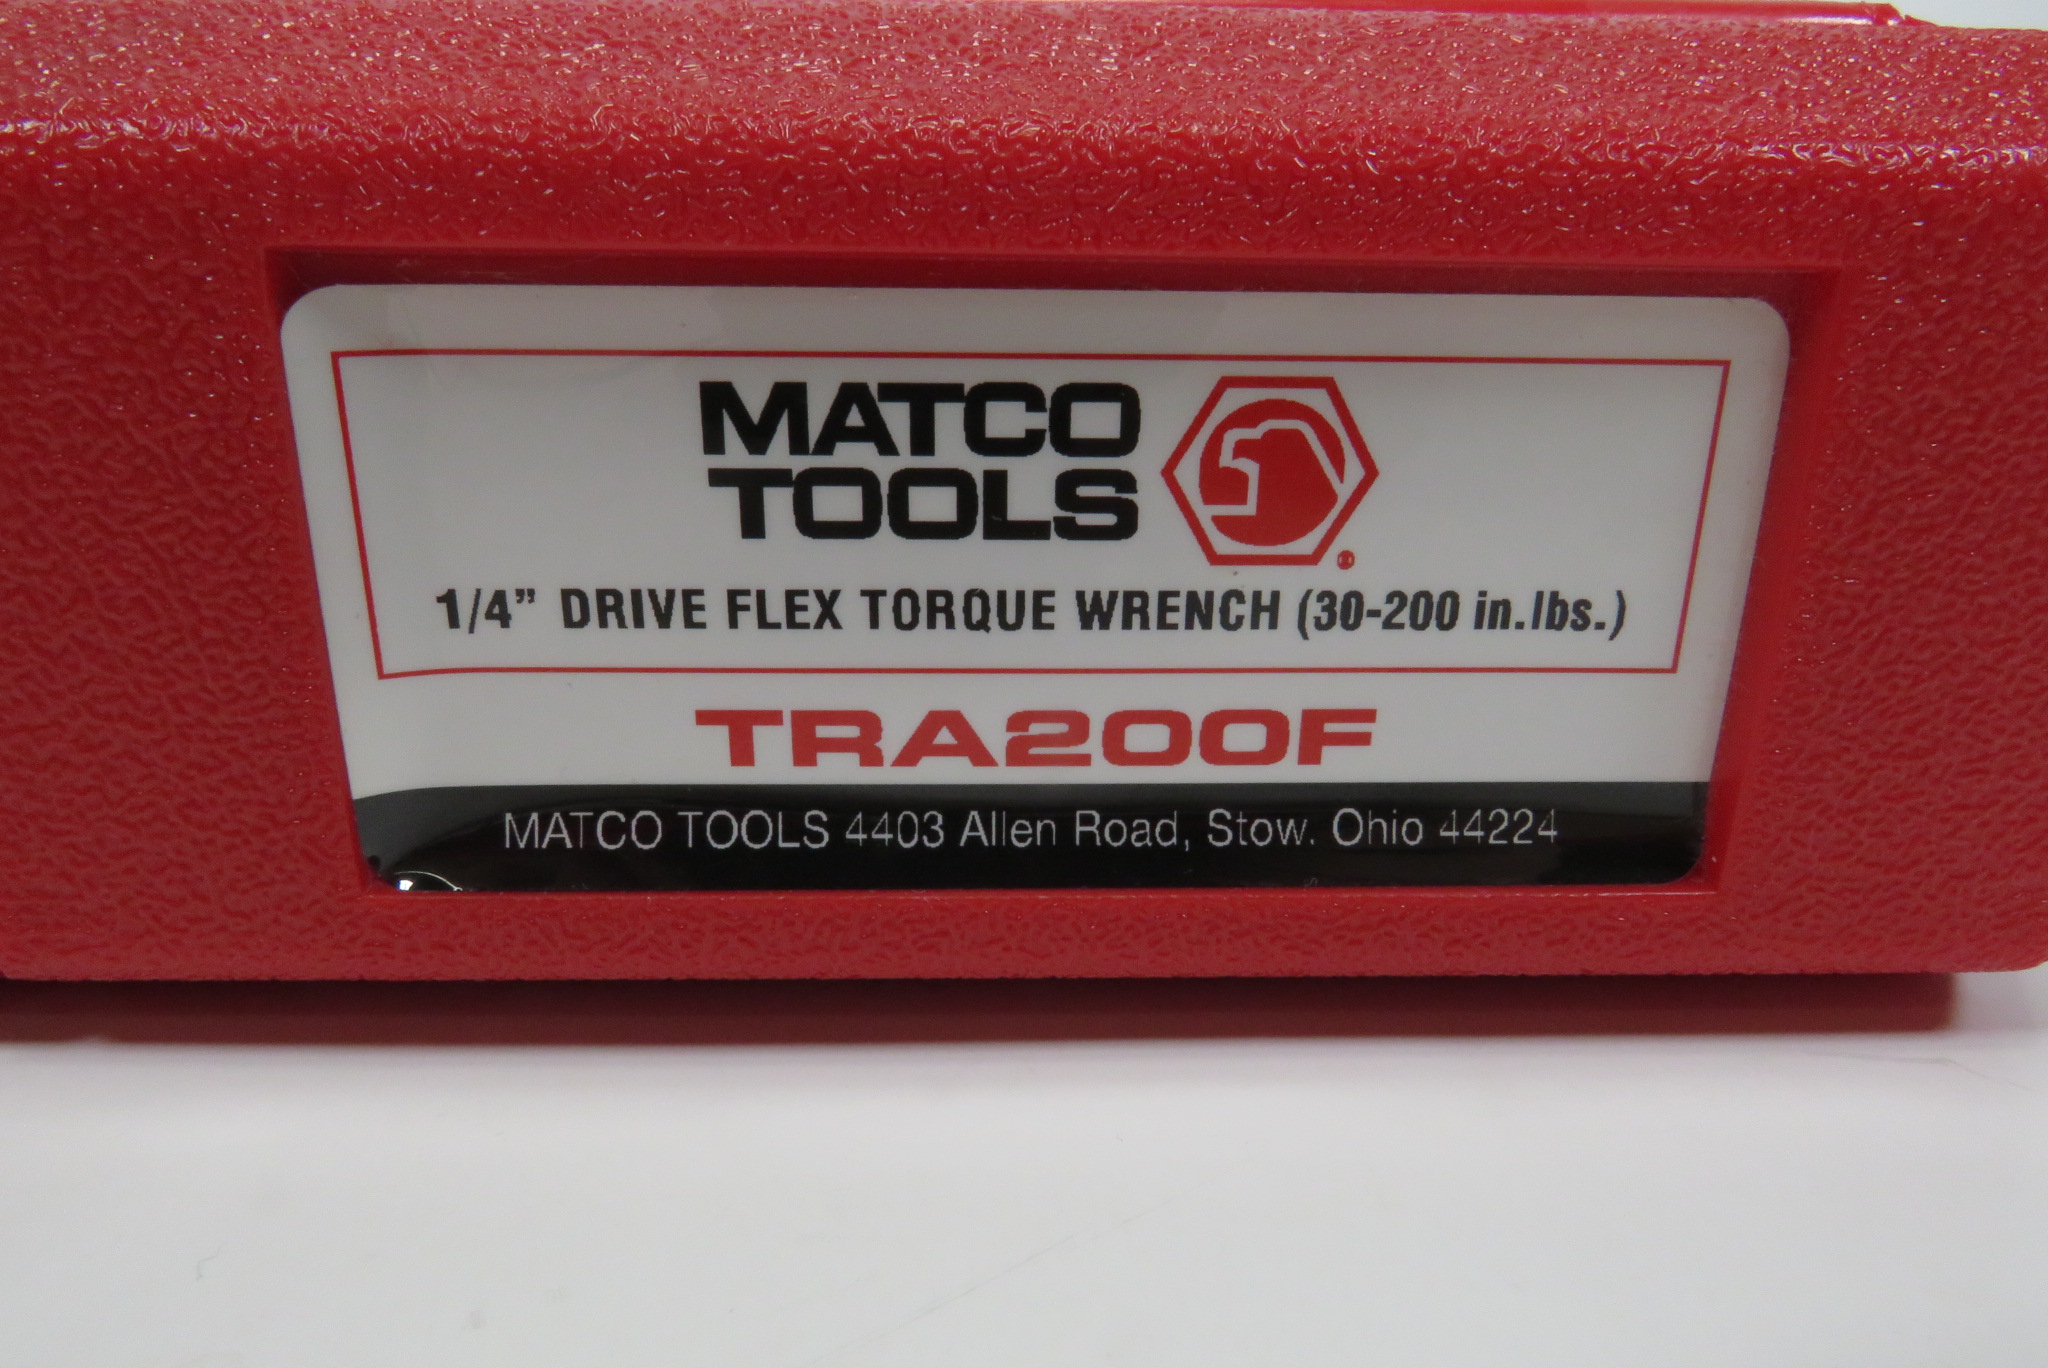 MATCO
TOOLS
®
1/4” DRIVE FLEX TORQUE WRENCH (30-200 in.lbs.)
TRA200F
MATCO TOOLS 4403 Allen Road, Stow. Ohio 44224